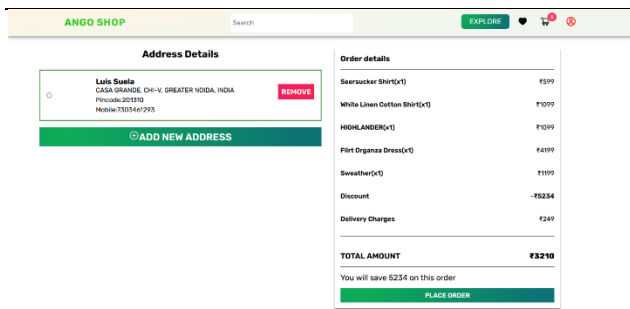 ANGO SHOP
Search
EXPLORE
Address Details
Luis Suela
CASA GRANDE, CHI-V, GREATER NOIDA, INDIA
Pincode:201310
Mobile:7303461293
REMOVE
ADD NEW ADDRESS
Order details
Seersucker Shirt(x1) ₹599
White Linen Cotton Shirt(x1) ₹1099
HIGHLANDER(x1) ₹1099
Flirt Organza Dress(x1) ₹4199
Sweather(x1) ₹1199
Discount -₹5234
Delivery Charges ₹249
TOTAL AMOUNT ₹3210
You will save 5234 on this order
PLACE ORDER